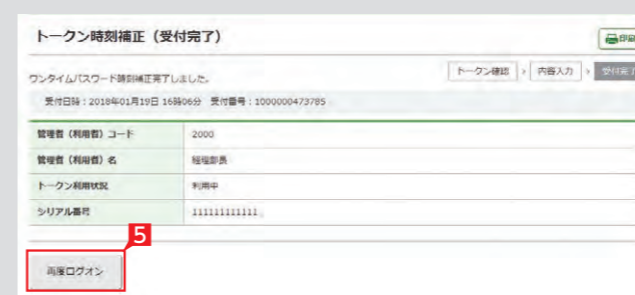 トークン時刻補正（受付完了）
印刷
ワンタイムパスワード時刻補正完了しました。
トークン確認 › 内容入力 › 受付完了
受付日時：2018年01月19日 16時06分 受付番号：1000000473785
管理者（利用者）コード 2000
管理者（利用者）名 経理部長
トークン利用状況 利用中
シリアル番号 111111111111
5
再度ログオン